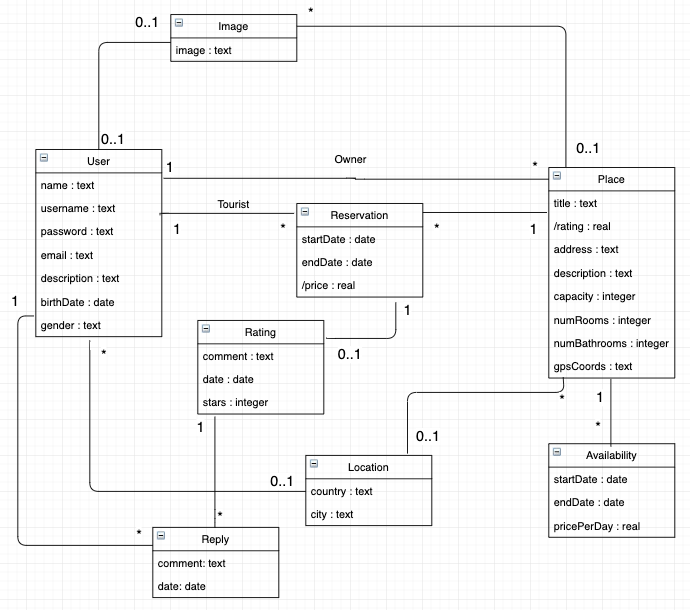 *
0..1
Image
image : text
0..1
0..1
User
name : text
username : text
password : text
email : text
description : text
birthDate : date
gender : text
1
Owner
*
Place
title : text
/rating : real
address : text
description : text
capacity : integer
numRooms : integer
numBathrooms : integer
gpsCoords : text
Tourist
1
*
Reservation
startDate : date
endDate : date
/price : real
*
1
1
1
0..1
Rating
comment : text
date : date
stars : integer
*
*
1
*
Availability
startDate : date
endDate : date
pricePerDay : real
1
0..1
Location
country : text
city : text
0..1
*
*
Reply
comment: text
date: date